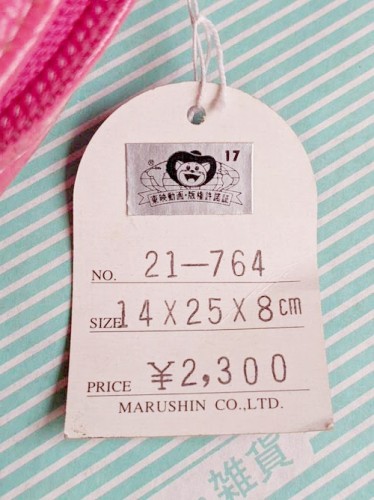 17
東映動画・版権許諾証
NO. 21-764
SIZE 14X25X8cm
PRICE ¥2,300
MARUSHIN CO.,LTD.
雑貨